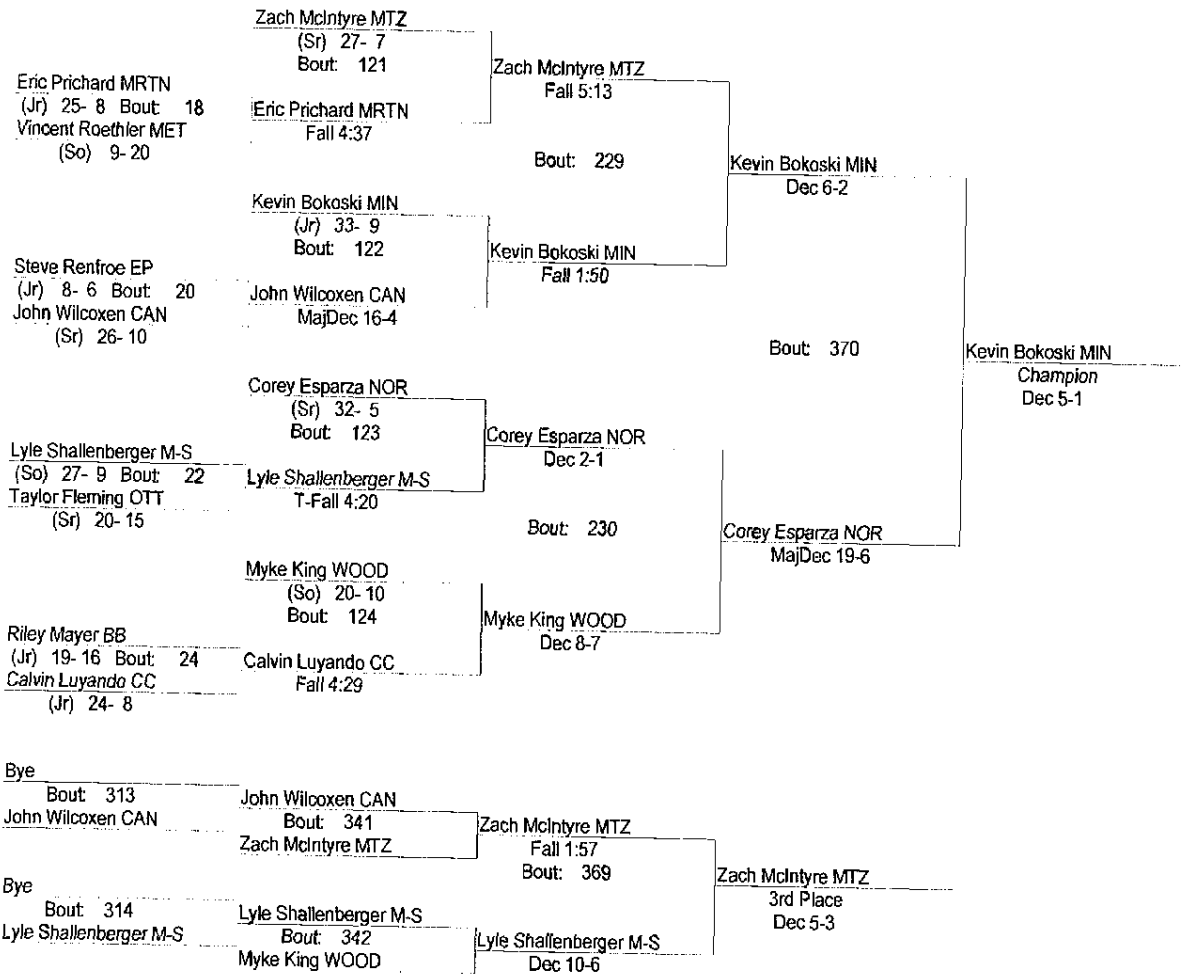 Zach McIntyre MTZ
(Sr) 27- 7
Bout: 121
Zach McIntyre MTZ
Fall 5:13
Eric Prichard MRTN
(Jr) 25- 8 Bout: 18
Vincent Roethler MET
(So) 9- 20
Eric Prichard MRTN
Fall 4:37
Bout: 229
Kevin Bokoski MIN
Dec 6-2
Kevin Bokoski MIN
(Jr) 33- 9
Bout: 122
Kevin Bokoski MIN
Fall 1:50
Steve Renfroe EP
(Jr) 8- 6 Bout: 20
John Wilcoxen CAN
(Sr) 26- 10
John Wilcoxen CAN
MajDec 16-4
Bout: 370
Kevin Bokoski MIN
Champion
Dec 5-1
Corey Esparza NOR
(Sr) 32- 5
Bout: 123
Corey Esparza NOR
Dec 2-1
Lyle Shallenberger M-S
(So) 27- 9 Bout: 22
Taylor Fleming OTT
(Sr) 20- 15
Lyle Shallenberger M-S
T-Fall 4:20
Bout: 230
Corey Esparza NOR
MajDec 19-6
Myke King WOOD
(So) 20- 10
Bout: 124
Myke King WOOD
Dec 8-7
Riley Mayer BB
(Jr) 19- 16 Bout: 24
Calvin Luyando CC
(Jr) 24- 8
Calvin Luyando CC
Fall 4:29
Bye
Bout: 313
John Wilcoxen CAN
John Wilcoxen CAN
Bout: 341
Zach McIntyre MTZ
Zach McIntyre MTZ
Fall 1:57
Bout: 369
Zach McIntyre MTZ
3rd Place
Dec 5-3
Bye
Bout: 314
Lyle Shallenberger M-S
Lyle Shallenberger M-S
Bout: 342
Myke King WOOD
Lyle Shallenberger M-S
Dec 10-6